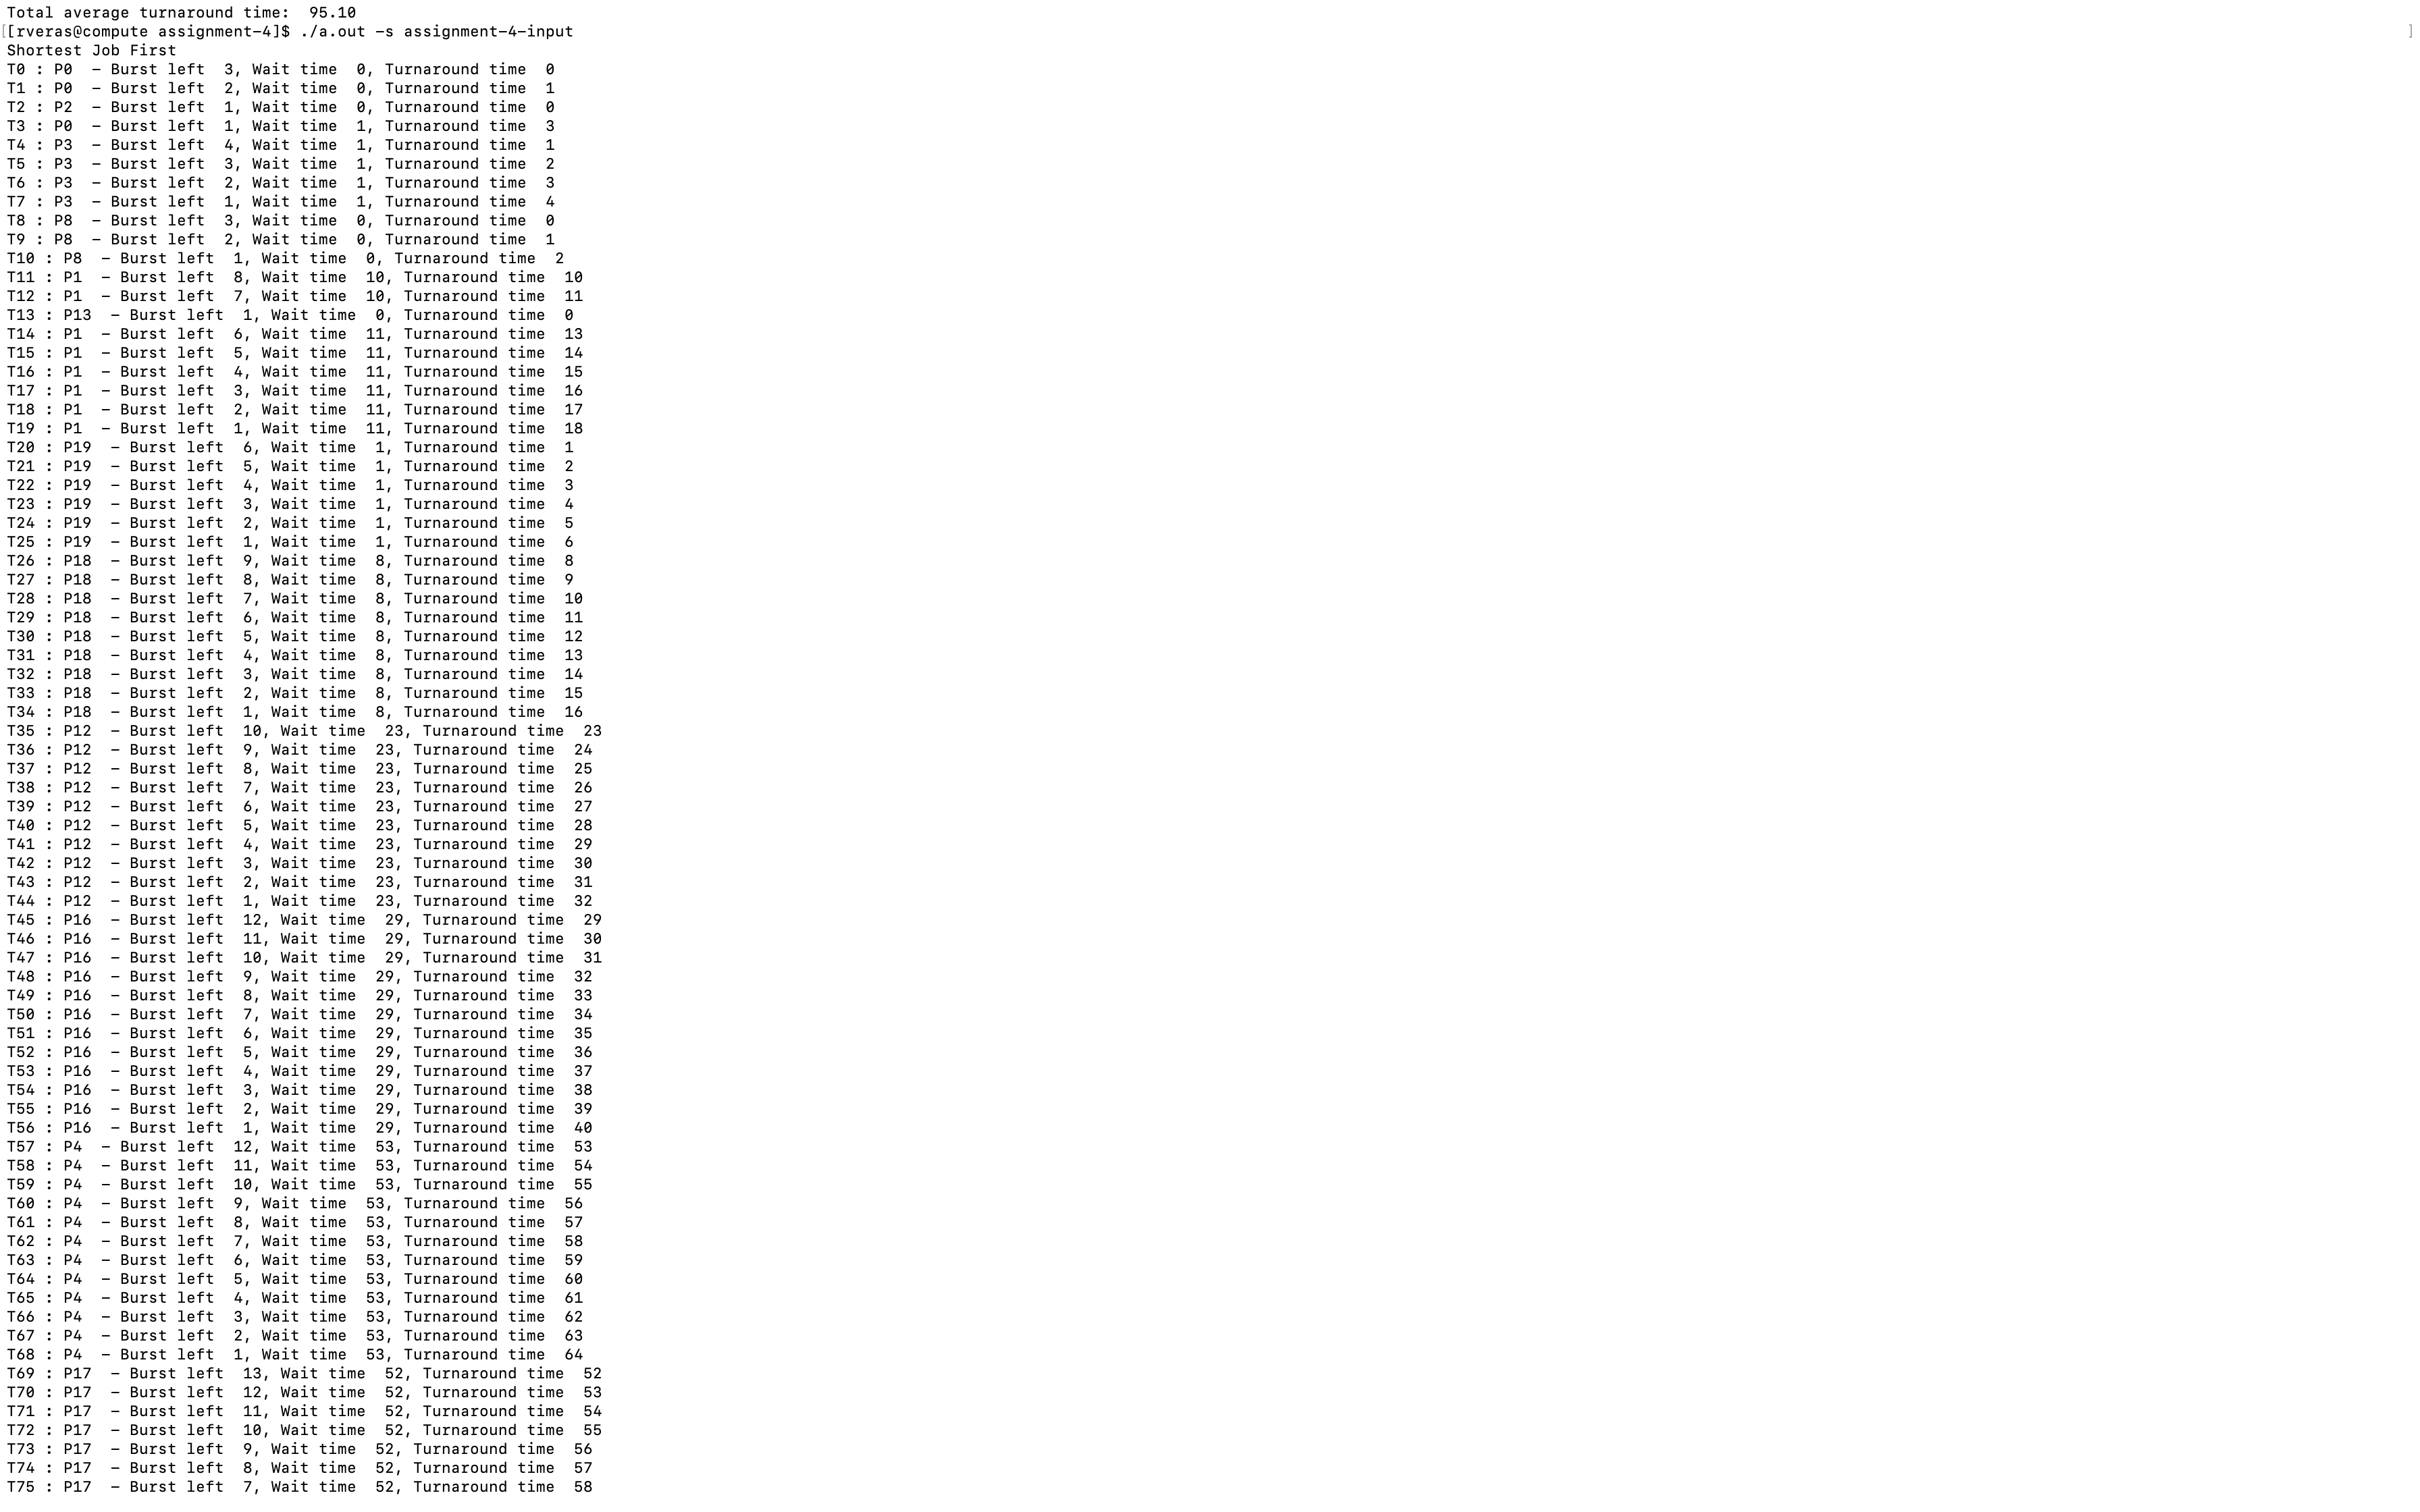 Total average turnaround time:  95.10
[[rveras@compute assignment-4]$ ./a.out -s assignment-4-input ]
Shortest Job First
T0 : P0  - Burst left  3, Wait time  0, Turnaround time  0
T1 : P0  - Burst left  2, Wait time  0, Turnaround time  1
T2 : P2  - Burst left  1, Wait time  0, Turnaround time  0
T3 : P0  - Burst left  1, Wait time  1, Turnaround time  3
T4 : P3  - Burst left  4, Wait time  1, Turnaround time  1
T5 : P3  - Burst left  3, Wait time  1, Turnaround time  2
T6 : P3  - Burst left  2, Wait time  1, Turnaround time  3
T7 : P3  - Burst left  1, Wait time  1, Turnaround time  4
T8 : P8  - Burst left  3, Wait time  0, Turnaround time  0
T9 : P8  - Burst left  2, Wait time  0, Turnaround time  1
T10 : P8  - Burst left  1, Wait time  0, Turnaround time  2
T11 : P1  - Burst left  8, Wait time  10, Turnaround time  10
T12 : P1  - Burst left  7, Wait time  10, Turnaround time  11
T13 : P13  - Burst left  1, Wait time  0, Turnaround time  0
T14 : P1  - Burst left  6, Wait time  11, Turnaround time  13
T15 : P1  - Burst left  5, Wait time  11, Turnaround time  14
T16 : P1  - Burst left  4, Wait time  11, Turnaround time  15
T17 : P1  - Burst left  3, Wait time  11, Turnaround time  16
T18 : P1  - Burst left  2, Wait time  11, Turnaround time  17
T19 : P1  - Burst left  1, Wait time  11, Turnaround time  18
T20 : P19  - Burst left  6, Wait time  1, Turnaround time  1
T21 : P19  - Burst left  5, Wait time  1, Turnaround time  2
T22 : P19  - Burst left  4, Wait time  1, Turnaround time  3
T23 : P19  - Burst left  3, Wait time  1, Turnaround time  4
T24 : P19  - Burst left  2, Wait time  1, Turnaround time  5
T25 : P19  - Burst left  1, Wait time  1, Turnaround time  6
T26 : P18  - Burst left  9, Wait time  8, Turnaround time  8
T27 : P18  - Burst left  8, Wait time  8, Turnaround time  9
T28 : P18  - Burst left  7, Wait time  8, Turnaround time  10
T29 : P18  - Burst left  6, Wait time  8, Turnaround time  11
T30 : P18  - Burst left  5, Wait time  8, Turnaround time  12
T31 : P18  - Burst left  4, Wait time  8, Turnaround time  13
T32 : P18  - Burst left  3, Wait time  8, Turnaround time  14
T33 : P18  - Burst left  2, Wait time  8, Turnaround time  15
T34 : P18  - Burst left  1, Wait time  8, Turnaround time  16
T35 : P12  - Burst left  10, Wait time  23, Turnaround time  23
T36 : P12  - Burst left  9, Wait time  23, Turnaround time  24
T37 : P12  - Burst left  8, Wait time  23, Turnaround time  25
T38 : P12  - Burst left  7, Wait time  23, Turnaround time  26
T39 : P12  - Burst left  6, Wait time  23, Turnaround time  27
T40 : P12  - Burst left  5, Wait time  23, Turnaround time  28
T41 : P12  - Burst left  4, Wait time  23, Turnaround time  29
T42 : P12  - Burst left  3, Wait time  23, Turnaround time  30
T43 : P12  - Burst left  2, Wait time  23, Turnaround time  31
T44 : P12  - Burst left  1, Wait time  23, Turnaround time  32
T45 : P16  - Burst left  12, Wait time  29, Turnaround time  29
T46 : P16  - Burst left  11, Wait time  29, Turnaround time  30
T47 : P16  - Burst left  10, Wait time  29, Turnaround time  31
T48 : P16  - Burst left  9, Wait time  29, Turnaround time  32
T49 : P16  - Burst left  8, Wait time  29, Turnaround time  33
T50 : P16  - Burst left  7, Wait time  29, Turnaround time  34
T51 : P16  - Burst left  6, Wait time  29, Turnaround time  35
T52 : P16  - Burst left  5, Wait time  29, Turnaround time  36
T53 : P16  - Burst left  4, Wait time  29, Turnaround time  37
T54 : P16  - Burst left  3, Wait time  29, Turnaround time  38
T55 : P16  - Burst left  2, Wait time  29, Turnaround time  39
T56 : P16  - Burst left  1, Wait time  29, Turnaround time  40
T57 : P4  - Burst left  12, Wait time  53, Turnaround time  53
T58 : P4  - Burst left  11, Wait time  53, Turnaround time  54
T59 : P4  - Burst left  10, Wait time  53, Turnaround time  55
T60 : P4  - Burst left  9, Wait time  53, Turnaround time  56
T61 : P4  - Burst left  8, Wait time  53, Turnaround time  57
T62 : P4  - Burst left  7, Wait time  53, Turnaround time  58
T63 : P4  - Burst left  6, Wait time  53, Turnaround time  59
T64 : P4  - Burst left  5, Wait time  53, Turnaround time  60
T65 : P4  - Burst left  4, Wait time  53, Turnaround time  61
T66 : P4  - Burst left  3, Wait time  53, Turnaround time  62
T67 : P4  - Burst left  2, Wait time  53, Turnaround time  63
T68 : P4  - Burst left  1, Wait time  53, Turnaround time  64
T69 : P17  - Burst left  13, Wait time  52, Turnaround time  52
T70 : P17  - Burst left  12, Wait time  52, Turnaround time  53
T71 : P17  - Burst left  11, Wait time  52, Turnaround time  54
T72 : P17  - Burst left  10, Wait time  52, Turnaround time  55
T73 : P17  - Burst left  9, Wait time  52, Turnaround time  56
T74 : P17  - Burst left  8, Wait time  52, Turnaround time  57
T75 : P17  - Burst left  7, Wait time  52, Turnaround time  58